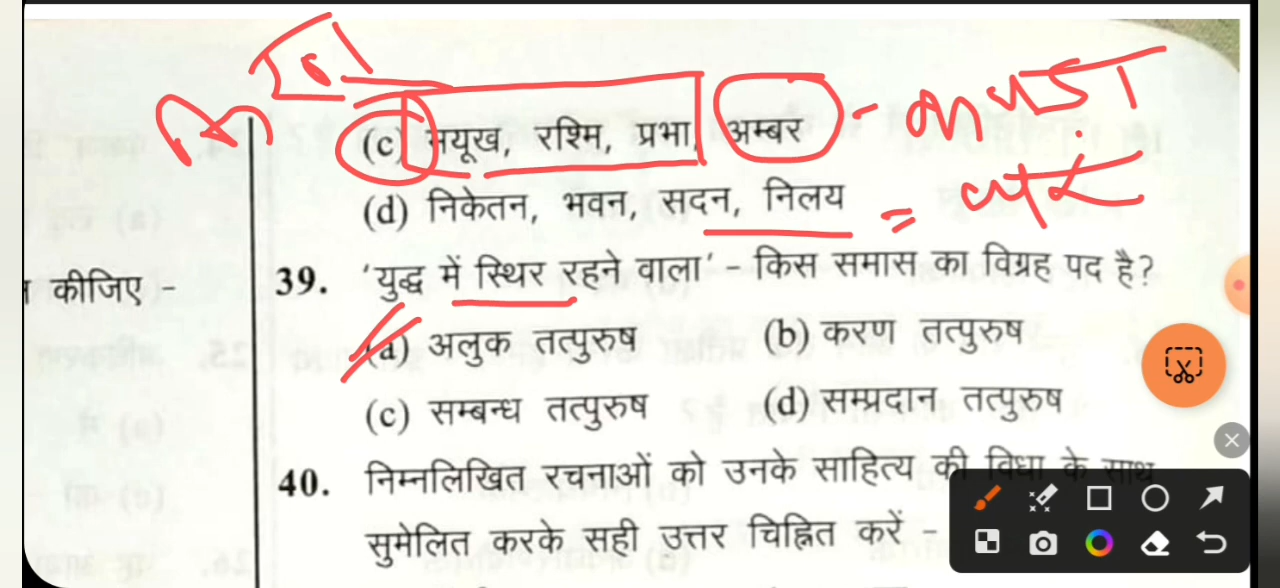 (c) मयूख, रश्मि, प्रभा, अम्बर - कपड़ा
(d) निकेतन, भवन, सदन, निलय =
कीजिए -
39. 'युद्ध में स्थिर रहने वाला' - किस समास का विग्रह पद है?
(a) अलुक तत्पुरुष (b) करण तत्पुरुष
(c) सम्बन्ध तत्पुरुष (d) सम्प्रदान तत्पुरुष
40. निम्नलिखित रचनाओं को उनके साहित्य की विधा के साथ
सुमेलित करके सही उत्तर चिह्नित करें -